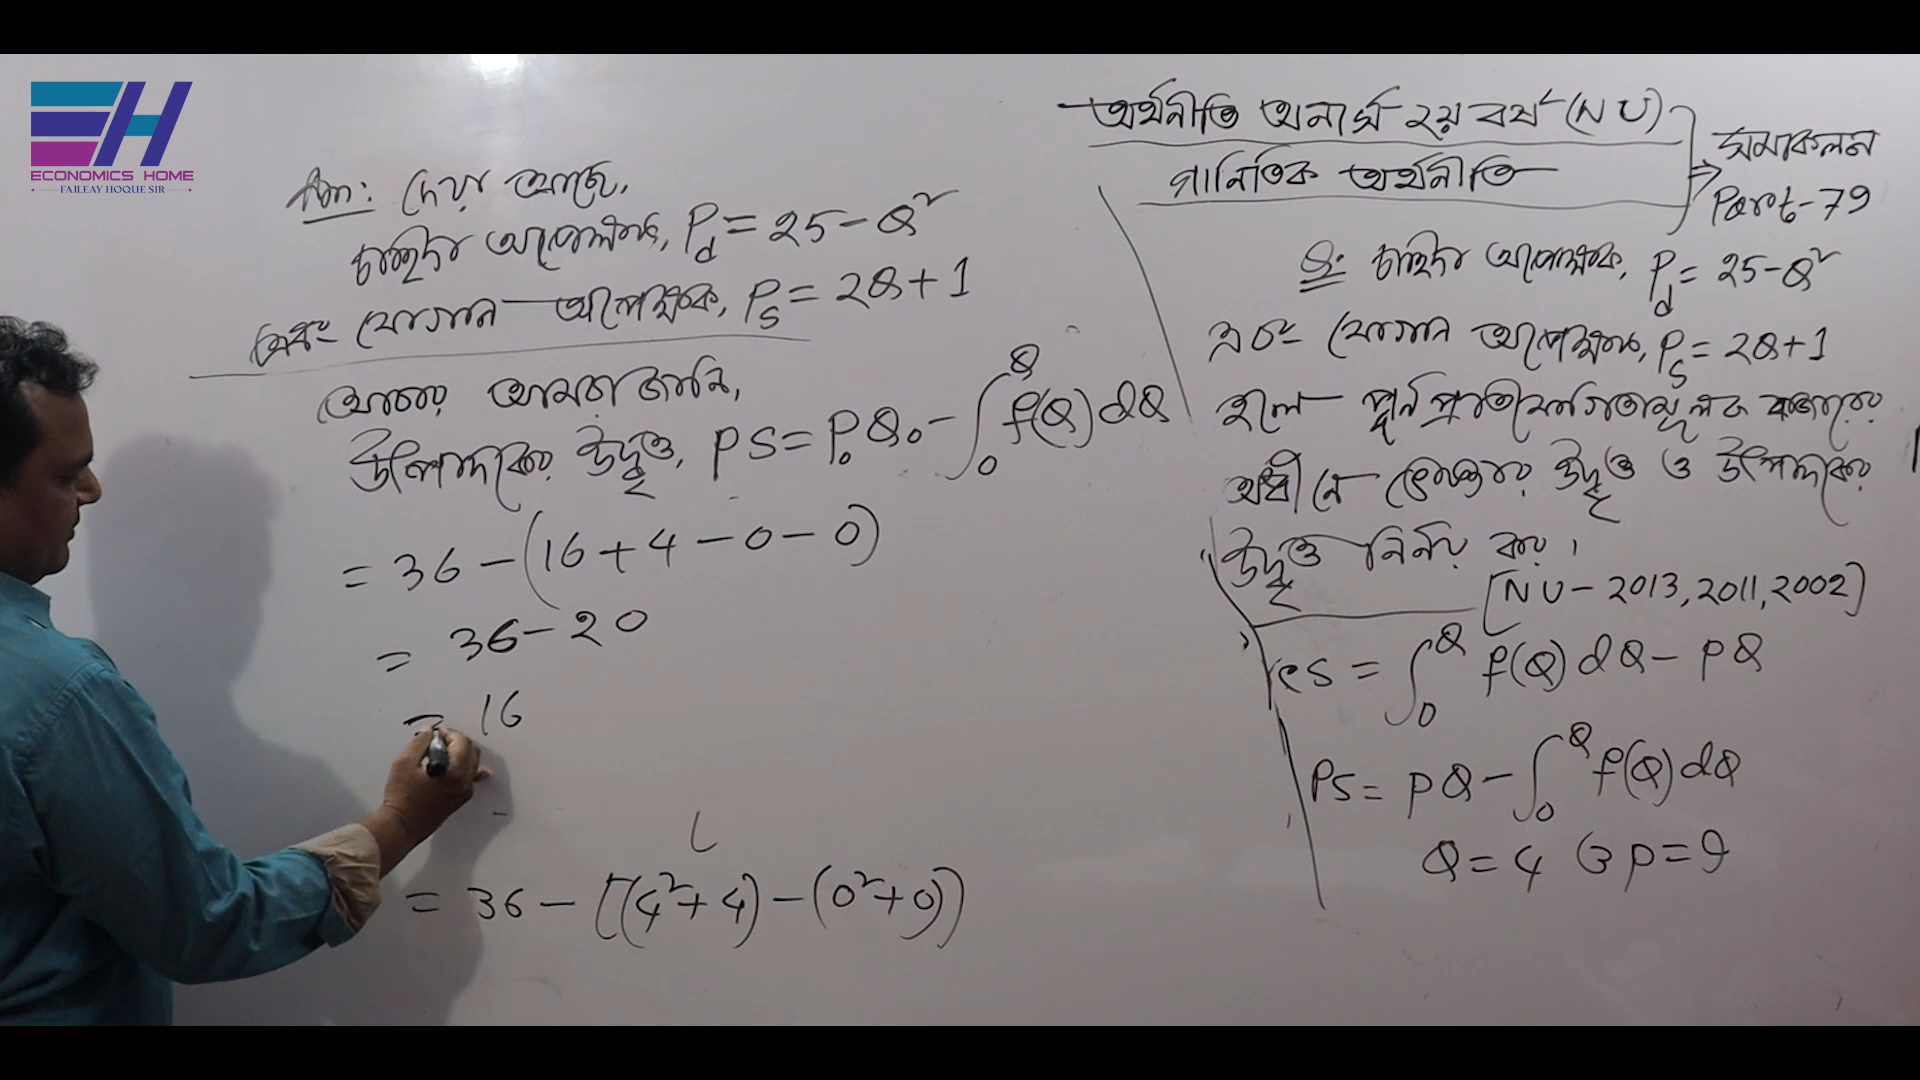 EH
ECONOMICS HOME
FAILEAY HOQUE SIR
অর্থনীতি অনার্স ২য় বর্ষ (NU)
গানিতিক অর্থনীতি
সমাকলন
Part-79
Q: চাহিদা অপেক্ষক, Pd = 25 - Q²
এবং যোগান অপেক্ষক, Ps = 2Q + 1
হলে পূর্ন প্রতিযোগিতামূলক বাজারের
অধীনে ভোক্তার উদ্বৃত্ত ও উৎপাদকের
উদ্বৃত্ত নির্নয় কর।
[NU - 2013, 2011, 2002]
CS = ∫₀^Q f(Q) dQ - PQ
PS = PQ - ∫₀^Q f(Q) dQ
Q = 4 ও P = 9
Ans: দেয়া আছে,
চাহিদা অপেক্ষক, Pd = 25 - Q²
এবং যোগান অপেক্ষক, Ps = 2Q + 1
আবার আমরা জানি,
উৎপাদকের উদ্বৃত্ত, PS = P₀Q₀ - ∫₀^Q f(Q) dQ
= 36 - (16 + 4 - 0 - 0)
= 36 - 20
= 16
= 36 - [(4² + 4) - (0² + 0)]